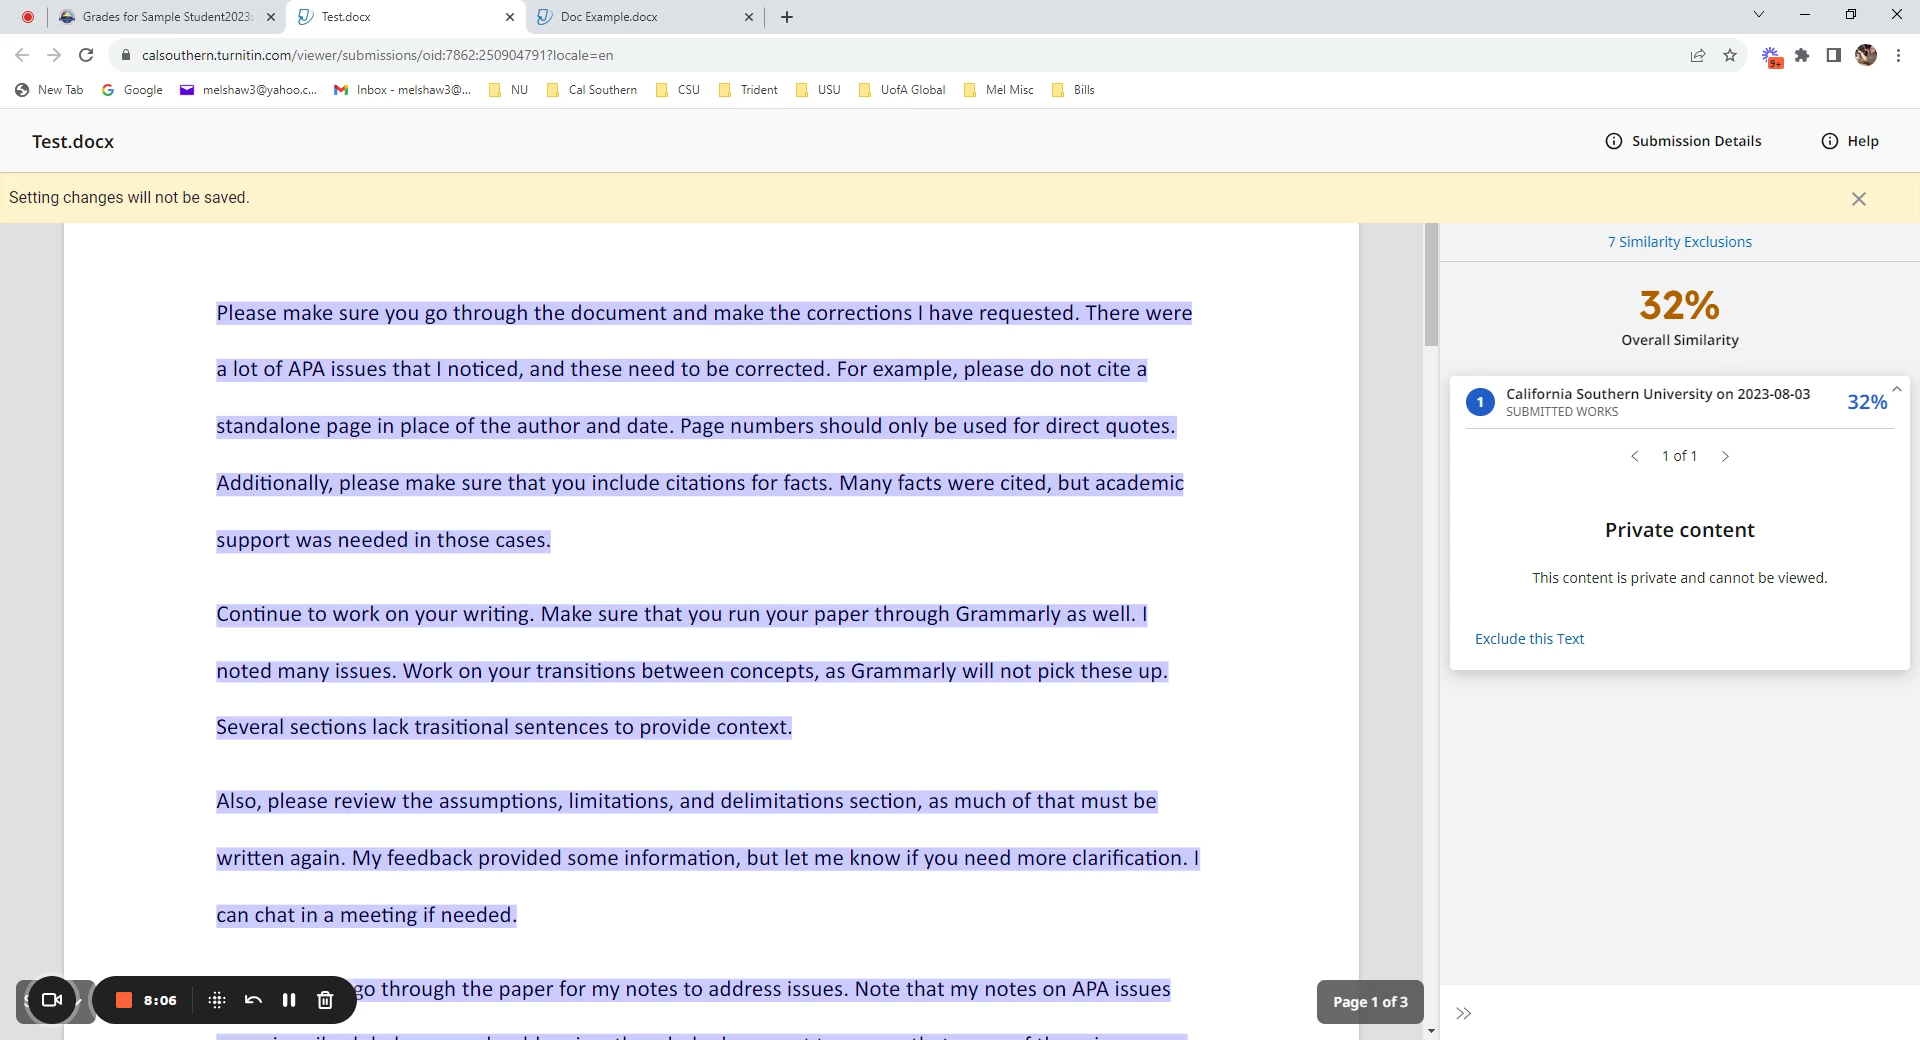 Grades for Sample Student2023:
Test.docx
Doc Example.docx
calsouthern.turnitin.com/viewer/submissions/oid:7862:250904791?locale=en
9+
New Tab
Google
melshaw3@yahoo.c...
Inbox - melshaw3@...
NU
Cal Southern
CSU
Trident
USU
UofA Global
Mel Misc
Bills
Test.docx
Submission Details
Help
Setting changes will not be saved.
7 Similarity Exclusions
32%
Overall Similarity
1
California Southern University on 2023-08-03
SUBMITTED WORKS
32%
1 of 1
Private content
This content is private and cannot be viewed.
Exclude this Text
Please make sure you go through the document and make the corrections I have requested. There were
a lot of APA issues that I noticed, and these need to be corrected. For example, please do not cite a
standalone page in place of the author and date. Page numbers should only be used for direct quotes.
Additionally, please make sure that you include citations for facts. Many facts were cited, but academic
support was needed in those cases.
Continue to work on your writing. Make sure that you run your paper through Grammarly as well. I
noted many issues. Work on your transitions between concepts, as Grammarly will not pick these up.
Several sections lack trasitional sentences to provide context.
Also, please review the assumptions, limitations, and delimitations section, as much of that must be
written again. My feedback provided some information, but let me know if you need more clarification. I
can chat in a meeting if needed.
go through the paper for my notes to address issues. Note that my notes on APA issues
8:06
Page 1 of 3